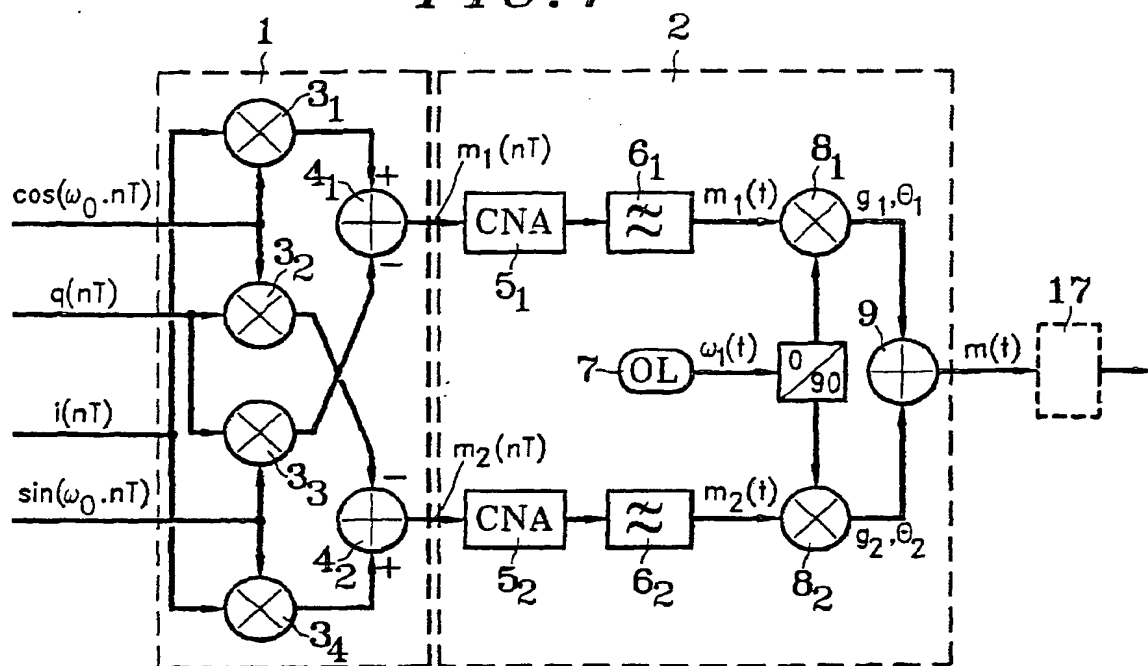 1
2
3₁
3₂
3₃
3₄
cos(ω₀.nT)
q(nT)
i(nT)
sin(ω₀.nT)
4₁
+
−
−
4₂
+
m₁(nT)
m₂(nT)
CNA
5₁
6₁
m₁(t)
8₁
g₁,Θ₁
7
OL
ω₁(t)
0
90
9
m(t)
17
CNA
5₂
6₂
m₂(t)
8₂
g₂,Θ₂